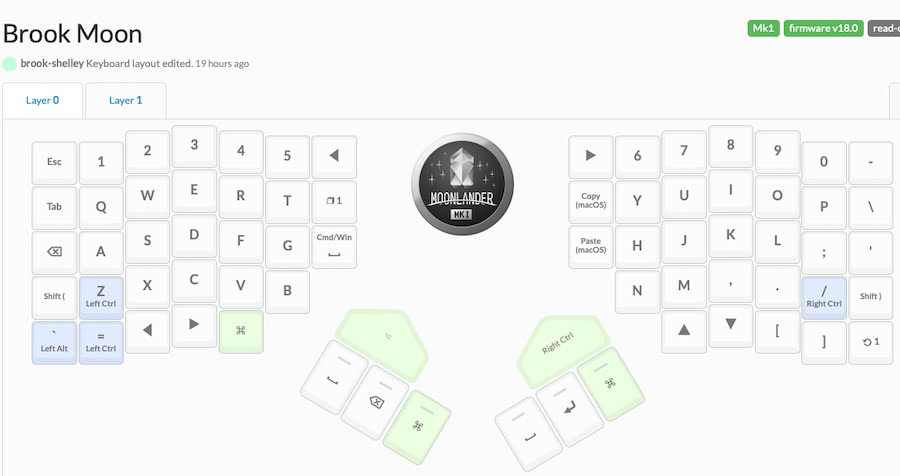 Brook Moon
Mk1 firmware v18.0 read-
brook-shelley Keyboard layout edited. 19 hours ago
Layer 0 Layer 1
Esc 1 2 3 4 5 6 7 8 9 0 -
Tab Q W E R T 1 Copy (macOS) Y U I O P \
A S D F G Cmd/Win Paste (macOS) H J K L ; '
Shift ( Z Left Ctrl X C V B N M , . / Right Ctrl Shift )
` Left Alt = Left Ctrl ⌘ [ ] 1
MOONLANDER
MK1
Right Ctrl
⌘ ⌘